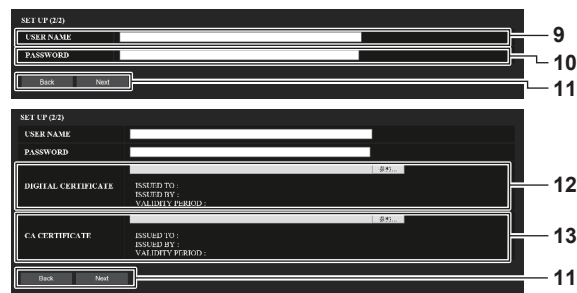 SET UP (2/2)
USER NAME
9
PASSWORD
10
Back Next
11
SET UP (2/2)
USER NAME
PASSWORD
参照...
DIGITAL CERTIFICATE
ISSUED TO :
ISSUED BY :
VALIDITY PERIOD :
12
参照...
CA CERTIFICATE
ISSUED TO :
ISSUED BY :
VALIDITY PERIOD :
13
Back Next
11